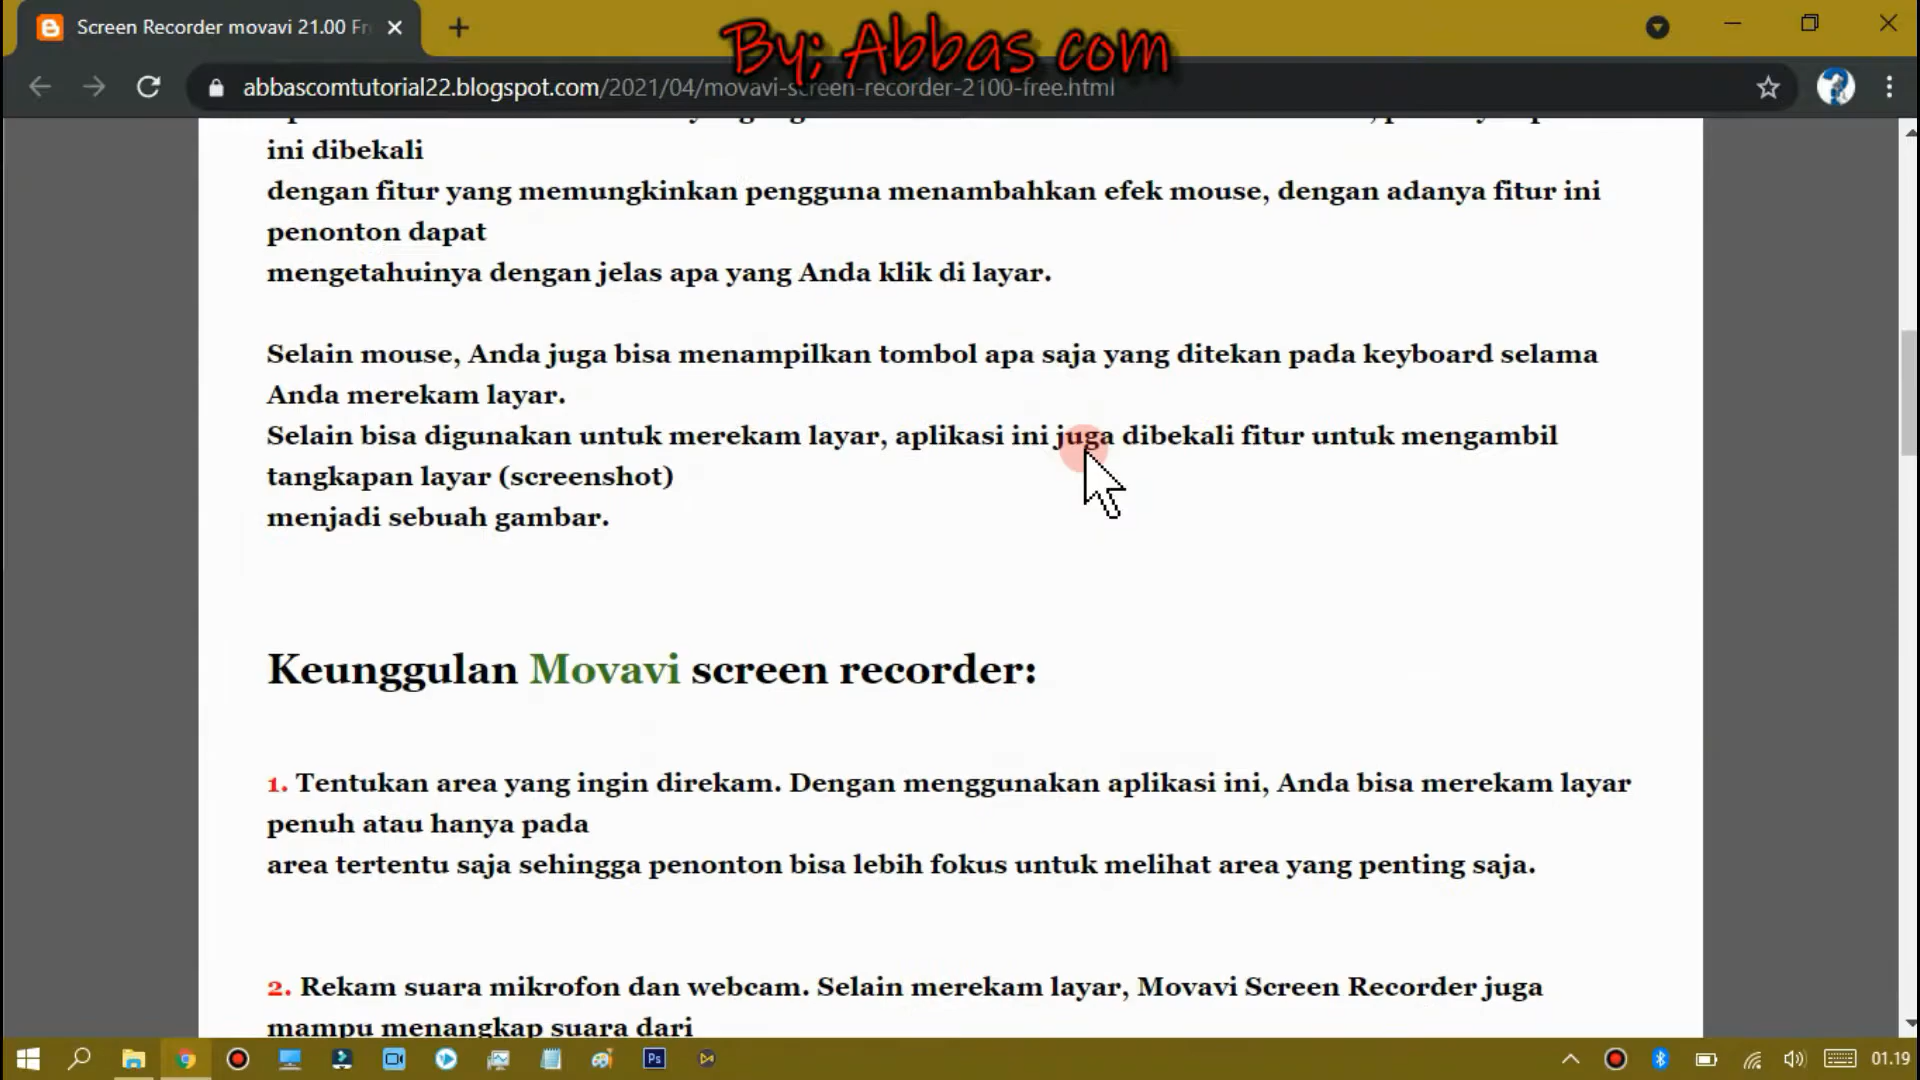 Screen Recorder movavi 21.00 Fr
By; Abbas com
abbascomtutorial22.blogspot.com/2021/04/movavi-screen-recorder-2100-free.html
ini dibekali
dengan fitur yang memungkinkan pengguna menambahkan efek mouse, dengan adanya fitur ini
penonton dapat
mengetahuinya dengan jelas apa yang Anda klik di layar.
Selain mouse, Anda juga bisa menampilkan tombol apa saja yang ditekan pada keyboard selama
Anda merekam layar.
Selain bisa digunakan untuk merekam layar, aplikasi ini juga dibekali fitur untuk mengambil
tangkapan layar (screenshot)
menjadi sebuah gambar.
Keunggulan Movavi screen recorder:
1. Tentukan area yang ingin direkam. Dengan menggunakan aplikasi ini, Anda bisa merekam layar
penuh atau hanya pada
area tertentu saja sehingga penonton bisa lebih fokus untuk melihat area yang penting saja.
2. Rekam suara mikrofon dan webcam. Selain merekam layar, Movavi Screen Recorder juga
mampu menangkap suara dari
Ps
01.19